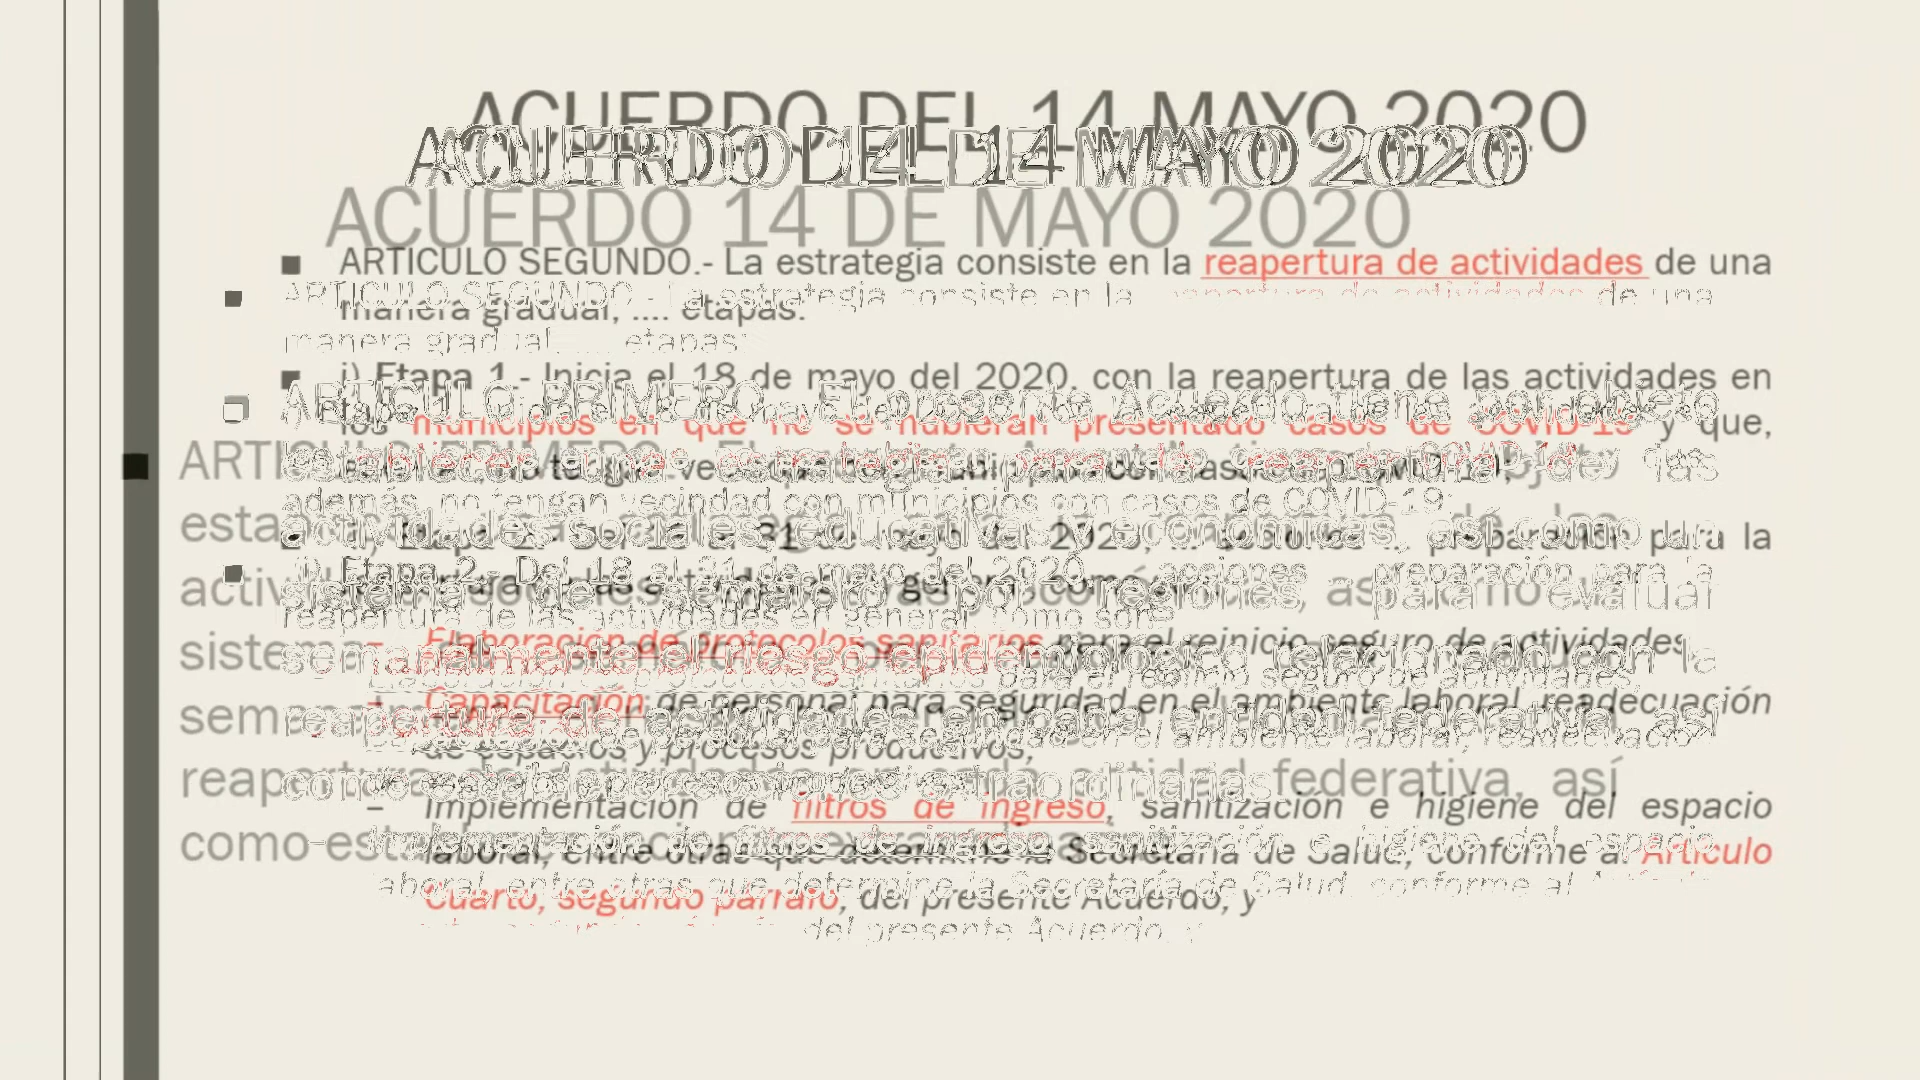 ACUERDO DEL 14 MAYO 2020
ACUERDO 14 DE MAYO 2020
ARTICULO SEGUNDO.- La estrategia consiste en la reapertura de actividades de una
manera gradual, .... etapas:
i) Etapa 1.- Inicia el 18 de mayo del 2020, con la reapertura de las actividades en
los municipios en que no se hubieran presentado casos de COVID-19 y que,
además, no tengan vecindad con municipios con casos de COVID-19;
Etapa 2.- Del 18 al 31 de mayo del 2020, acciones preparación para la
reapertura de las actividades en general, como son:
– Elaboración de protocolos sanitarios para el reinicio seguro de actividades
– Capacitación de personal para seguridad en el ambiente laboral, readecuación
de espacios y procesos productivos,
– Implementación de filtros de ingreso, sanitización e higiene del espacio
laboral, entre otras que determine la Secretaría de Salud, conforme al Artículo
Cuarto, segundo párrafo, del presente Acuerdo, y
ARTICULO PRIMERO.- El presente Acuerdo tiene por objeto
establecer una estrategia para la reapertura de las
actividades sociales, educativas y económicas, así como un
sistema para evaluar
semanalmente el riesgo epidemiológico relacionado con la
reapertura de actividades en cada entidad federativa, así
como establecer acciones extraordinarias